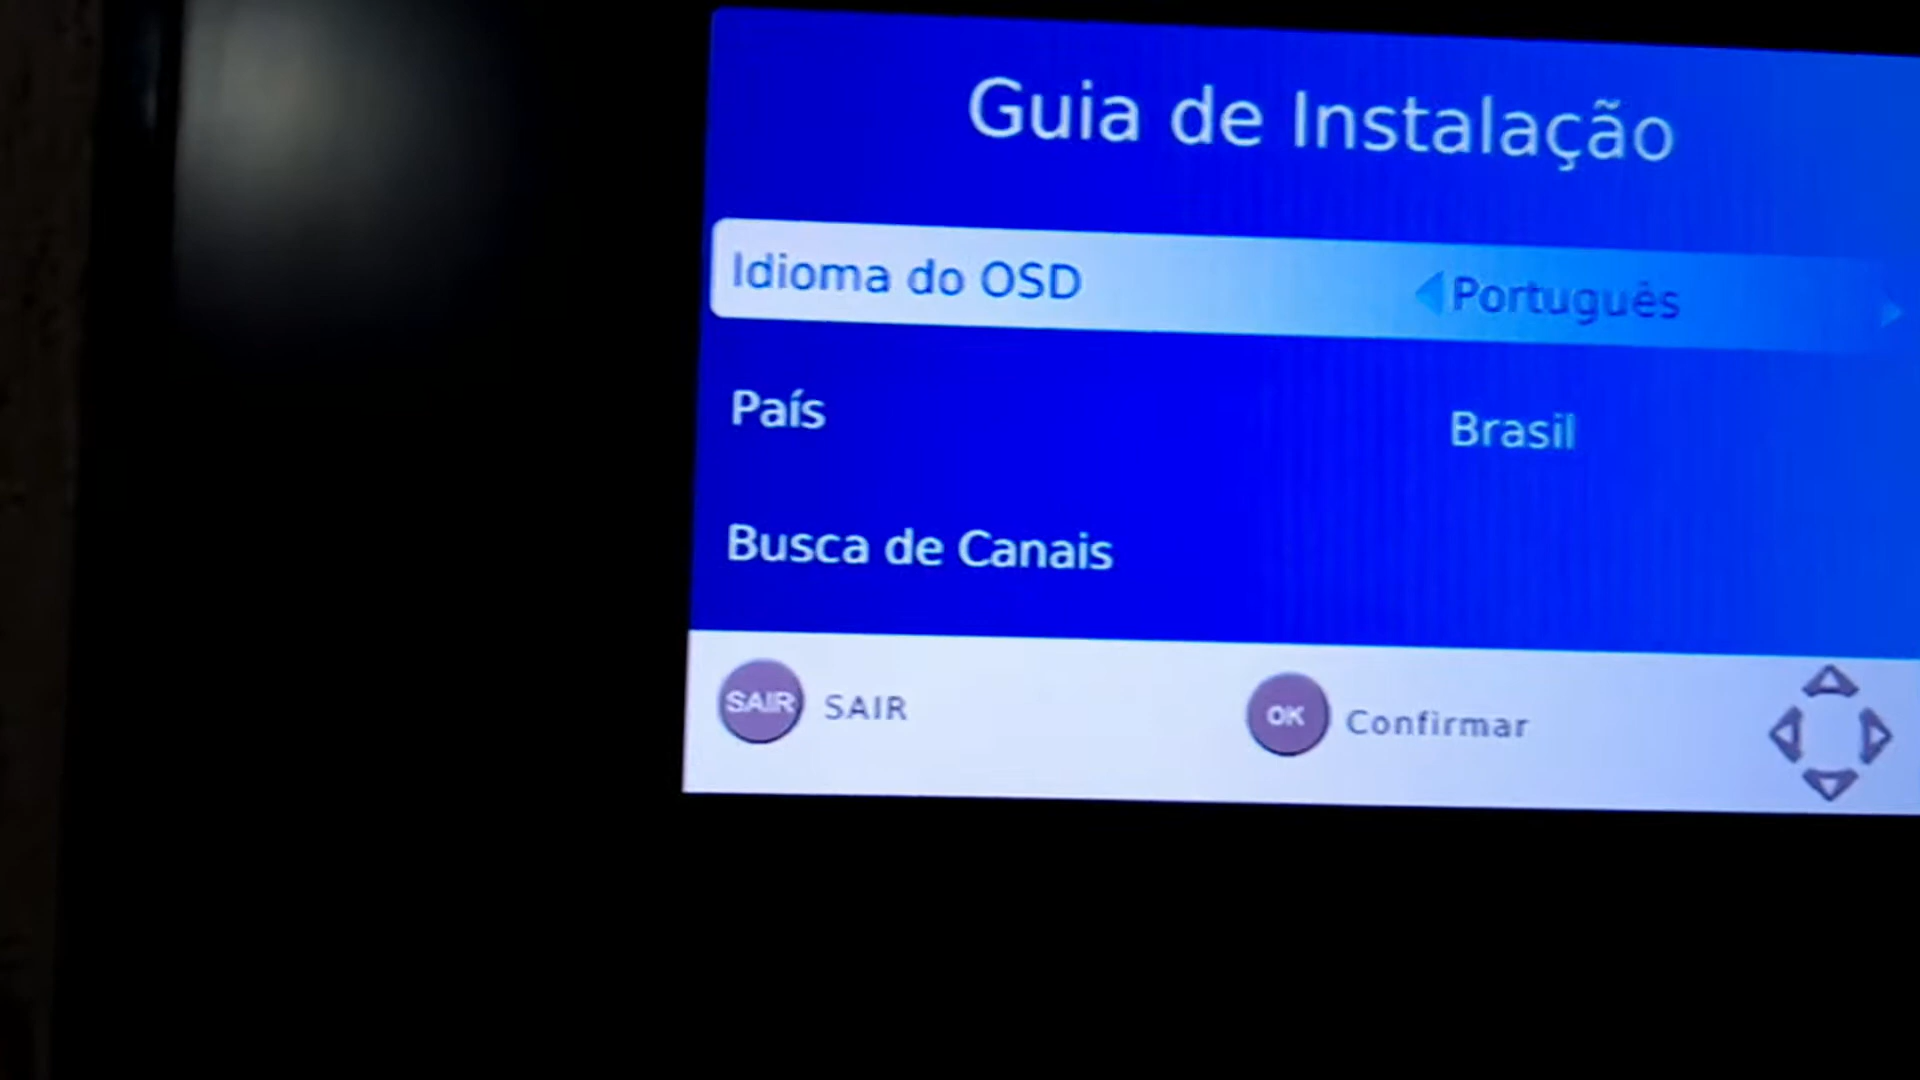 Guia de Instalação
Idioma do OSD Português
País Brasil
Busca de Canais
SAIR SAIR OK Confirmar